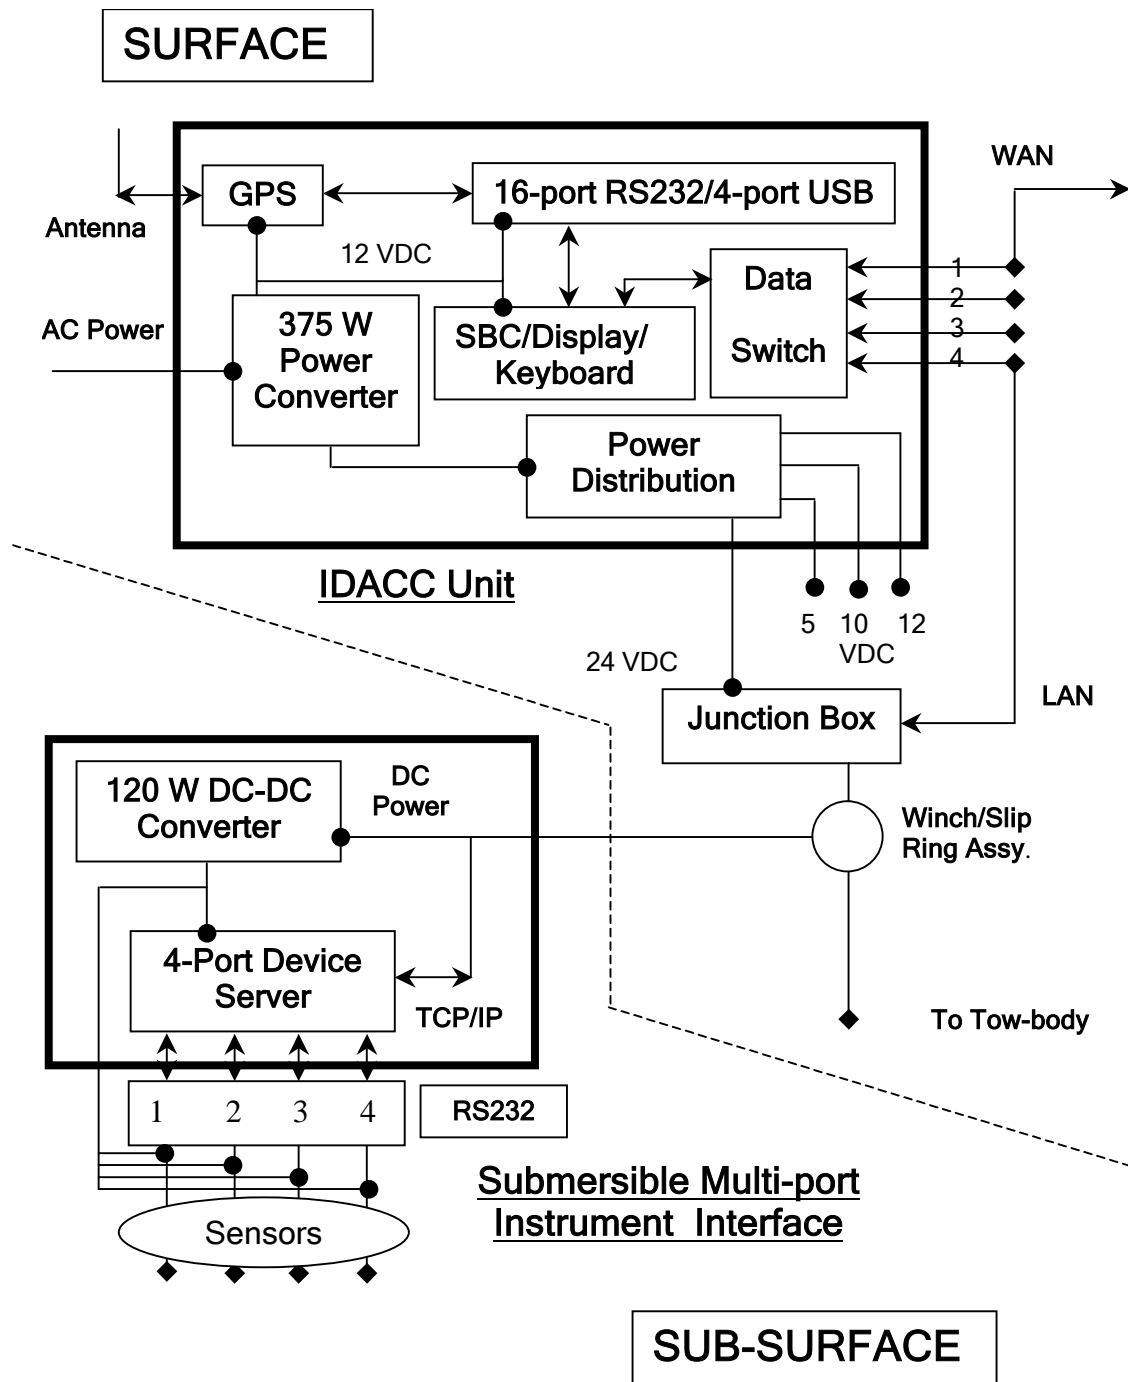 SURFACE
WAN
GPS
16-port RS232/4-port USB
Antenna
12 VDC
Data
Switch
1
2
3
4
AC Power
375 W
Power
Converter
SBC/Display/
Keyboard
Power
Distribution
IDACC Unit
5 10 12
VDC
24 VDC
LAN
Junction Box
120 W DC-DC
Converter
DC
Power
Winch/Slip
Ring Assy.
4-Port Device
Server
TCP/IP
To Tow-body
1 2 3 4
RS232
Submersible Multi-port
Instrument Interface
Sensors
SUB-SURFACE